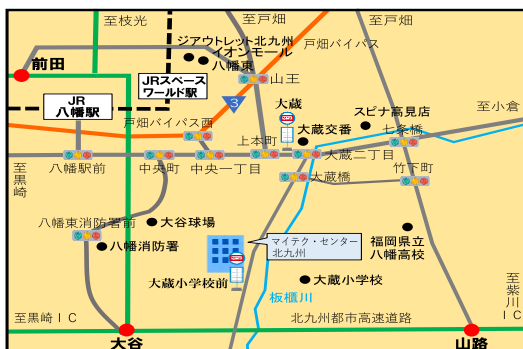 至枝光
至戸畑
至戸畑
ジアウトレット北九州
イオンモール
八幡東
戸畑バイパス
前田
JRスペース
ワールド駅
山王
JR
八幡駅
3
大蔵
スピナ高見店
至小倉
戸畑バイパス西
大蔵交番
七条橋
上本町
大蔵二丁目
八幡駅前
中央町
中央一丁目
至黒崎
大蔵橋
竹下町
八幡東消防署前
大谷球場
八幡消防署
マイテク・センター
北九州
福岡県立
八幡高校
大蔵小学校前
大蔵小学校
板櫃川
至紫川IC
至黒崎IC
北九州都市高速道路
大谷
山路